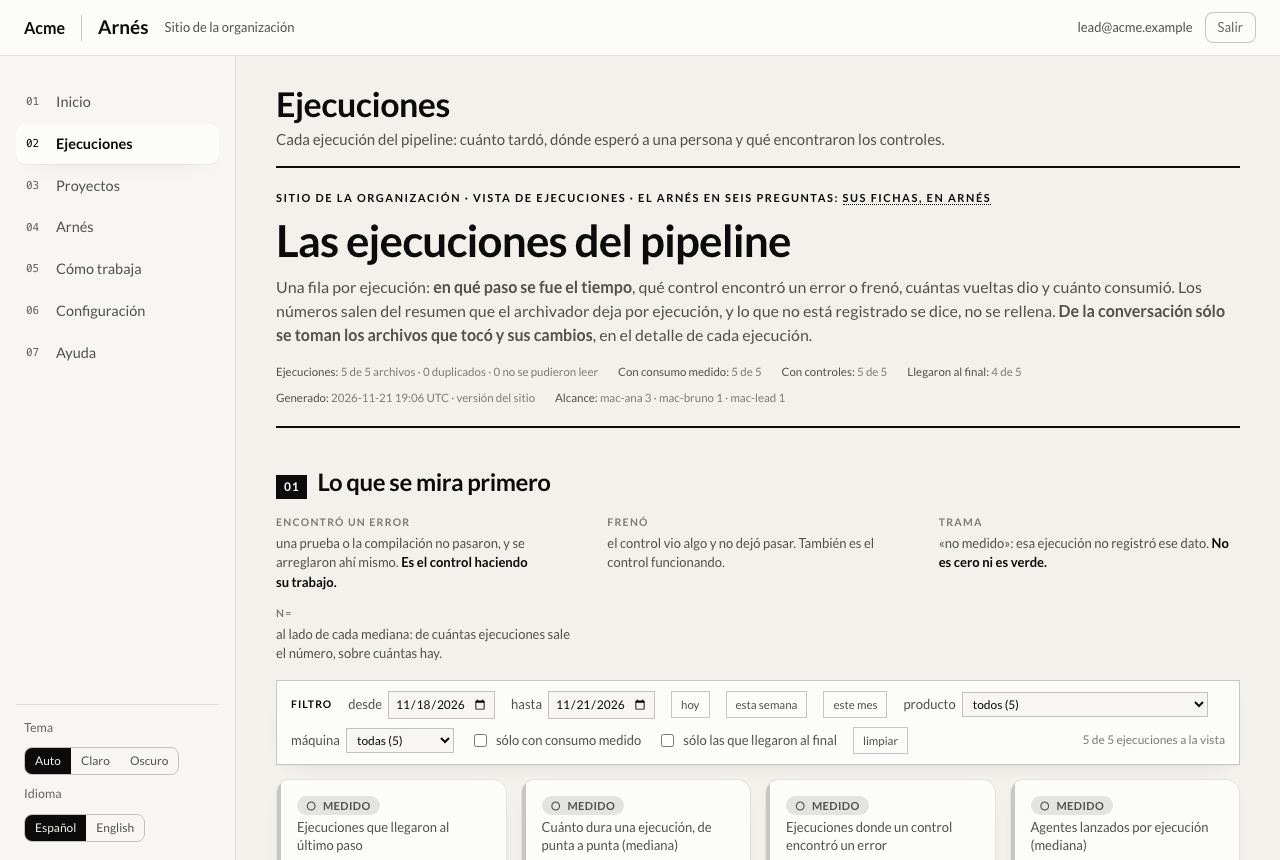 Acme
Arnés
Sitio de la organización
lead@acme.example
Salir
01 Inicio
02 Ejecuciones
03 Proyectos
04 Arnés
05 Cómo trabaja
06 Configuración
07 Ayuda
Tema
Auto Claro Oscuro
Idioma
Español English
Ejecuciones
Cada ejecución del pipeline: cuánto tardó, dónde esperó a una persona y qué encontraron los controles.
SITIO DE LA ORGANIZACIÓN · VISTA DE EJECUCIONES · EL ARNÉS EN SEIS PREGUNTAS: SUS FICHAS, EN ARNÉS
Las ejecuciones del pipeline
Una fila por ejecución: en qué paso se fue el tiempo, qué control encontró un error o frenó, cuántas vueltas dio y cuánto consumió. Los
números salen del resumen que el archivador deja por ejecución, y lo que no está registrado se dice, no se rellena. De la conversación sólo
se toman los archivos que tocó y sus cambios, en el detalle de cada ejecución.
Ejecuciones: 5 de 5 archivos · 0 duplicados · 0 no se pudieron leer Con consumo medido: 5 de 5 Con controles: 5 de 5 Llegaron al final: 4 de 5
Generado: 2026-11-21 19:06 UTC · versión del sitio Alcance: mac-ana 3 · mac-bruno 1 · mac-lead 1
01 Lo que se mira primero
ENCONTRÓ UN ERROR
una prueba o la compilación no pasaron, y se
arreglaron ahí mismo. Es el control haciendo
su trabajo.
FRENÓ
el control vio algo y no dejó pasar. También es el
control funcionando.
TRAMA
«no medido»: esa ejecución no registró ese dato. No
es cero ni es verde.
N=
al lado de cada mediana: de cuántas ejecuciones sale
el número, sobre cuántas hay.
FILTRO desde 11/18/2026 hasta 11/21/2026 hoy esta semana este mes producto todos (5)
máquina todas (5) sólo con consumo medido sólo las que llegaron al final limpiar 5 de 5 ejecuciones a la vista
MEDIDO
Ejecuciones que llegaron al
último paso
MEDIDO
Cuánto dura una ejecución, de
punta a punta (mediana)
MEDIDO
Ejecuciones donde un control
encontró un error
MEDIDO
Agentes lanzados por ejecución
(mediana)